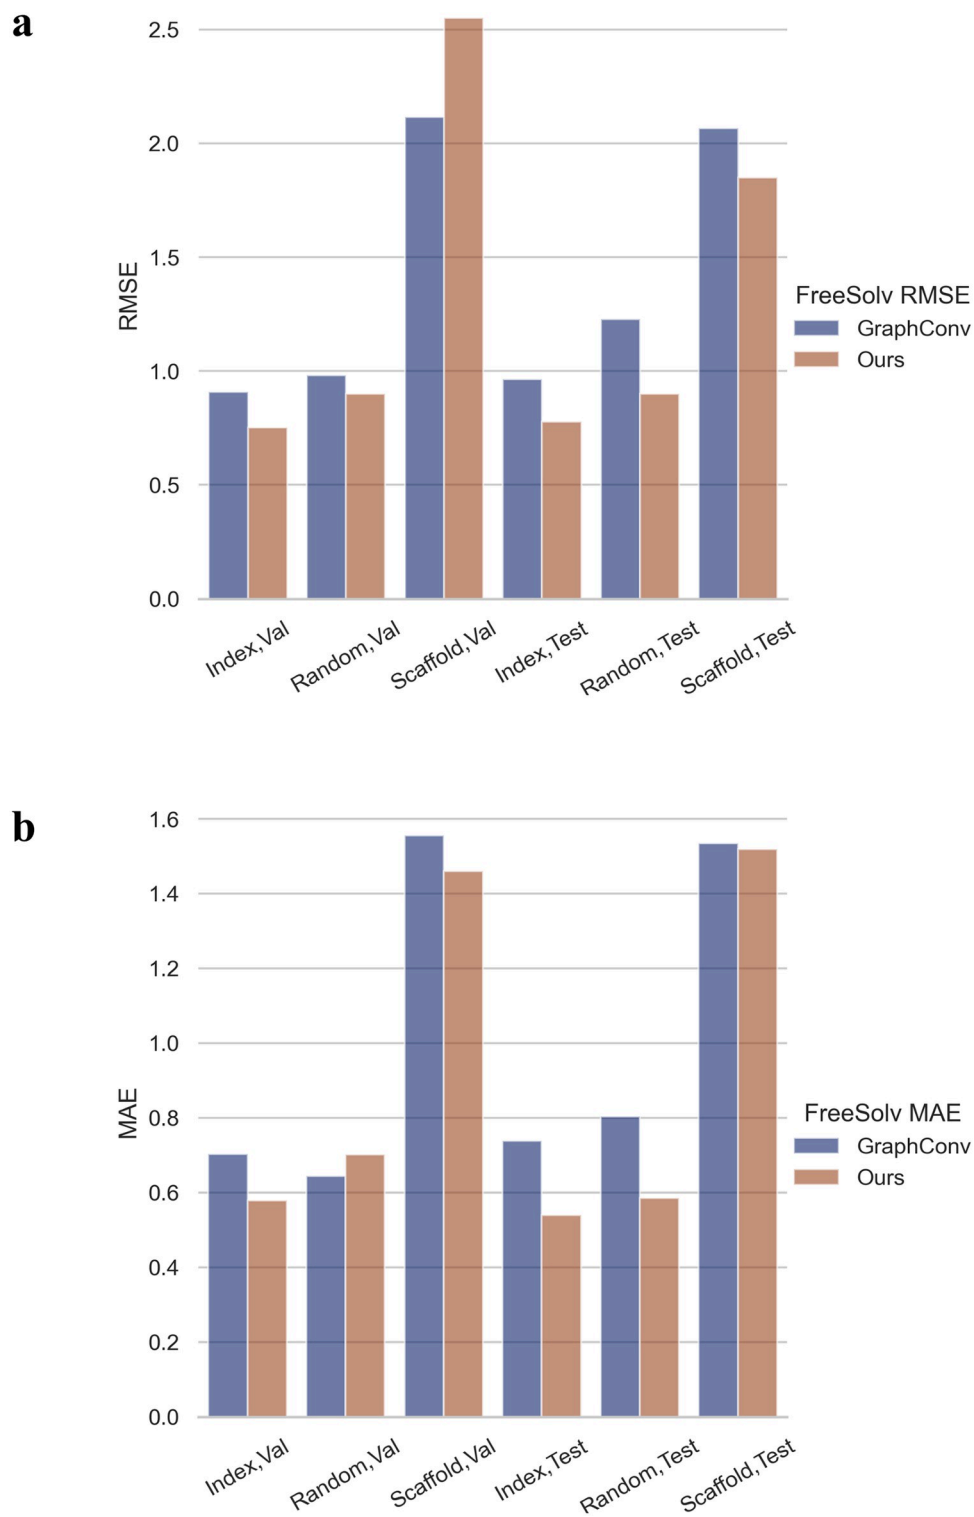 a
2.5
2.0
1.5
1.0
0.5
0.0
RMSE
Index,Val
Random,Val
Scaffold,Val
Index,Test
Random,Test
Scaffold,Test
FreeSolv RMSE
GraphConv
Ours
b
1.6
1.4
1.2
1.0
0.8
0.6
0.4
0.2
0.0
MAE
Index,Val
Random,Val
Scaffold,Val
Index,Test
Random,Test
Scaffold,Test
FreeSolv MAE
GraphConv
Ours